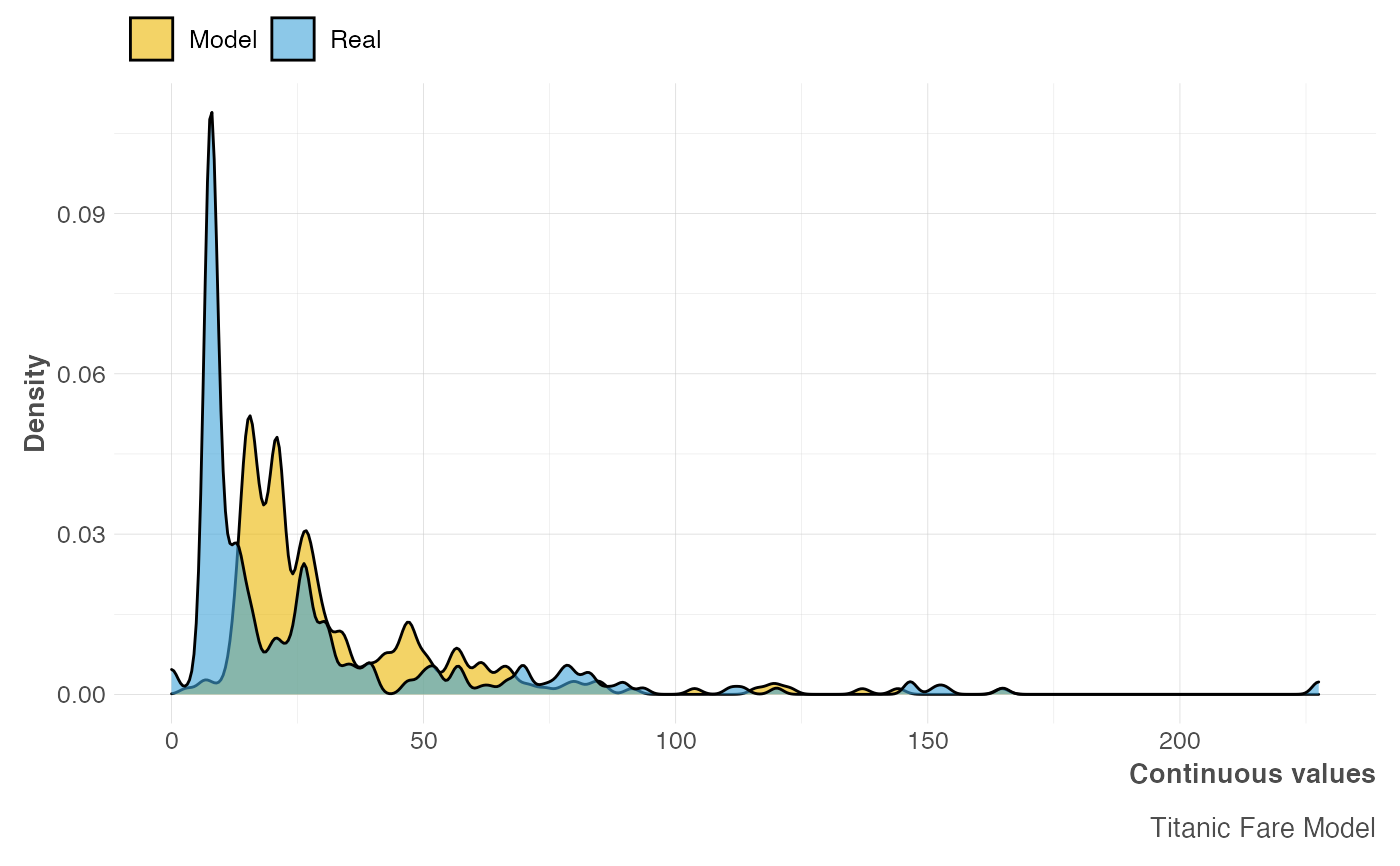 Model Real
Density
0.09
0.06
0.03
0.00
0 50 100 150 200
Continuous values
Titanic Fare Model